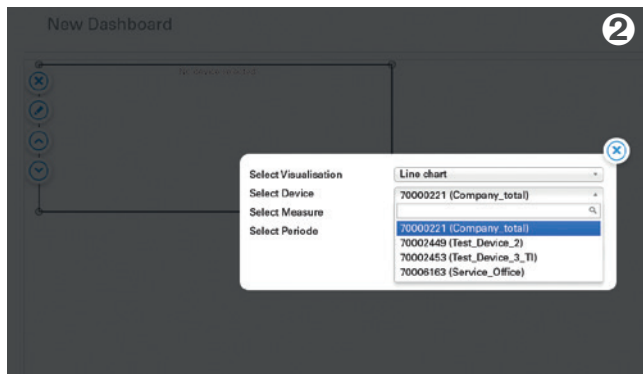 New Dashboard
2
Select Visualisation Line chart
Select Device 70000221 (Company_total)
Select Measure
Select Periode 70000221 (Company_total)
70002449 (Test_Device_2)
70002453 (Test_Device_3_TI)
70006163 (Service_Office)